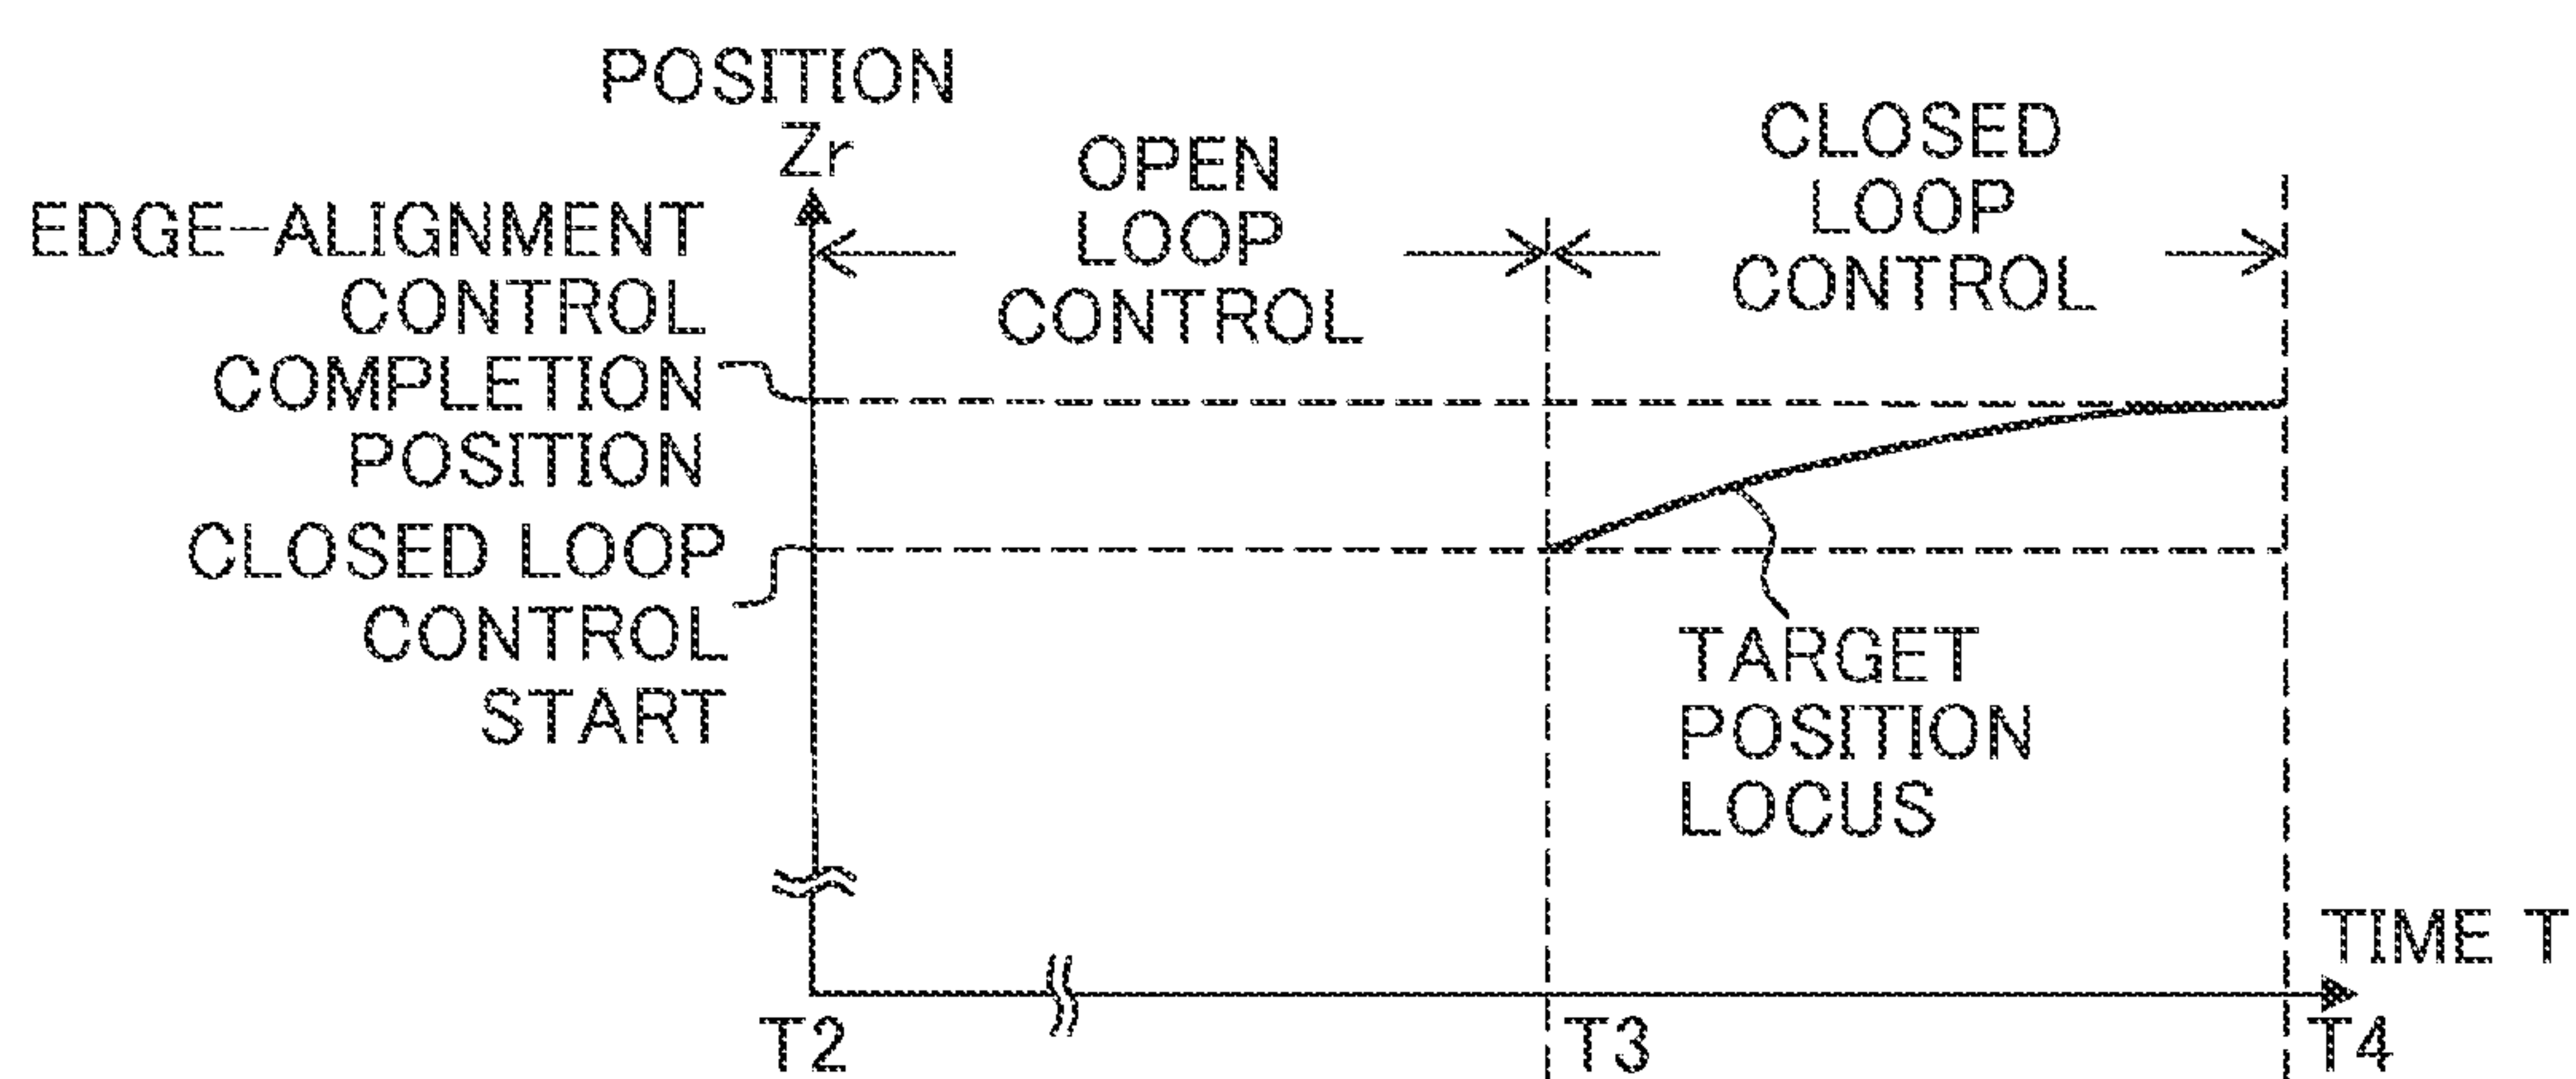 POSITION
Zr
EDGE-ALIGNMENT
CONTROL
COMPLETION
POSITION
CLOSED LOOP
CONTROL
START
OPEN
LOOP
CONTROL
CLOSED
LOOP
CONTROL
TARGET
POSITION
LOCUS
TIME T
T2
T3
T4